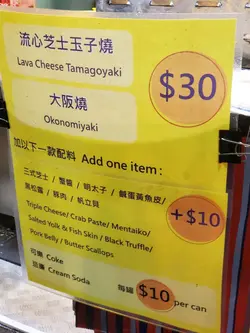 流心芝士玉子燒
Lava Cheese Tamagoyaki
$30
大阪燒
Okonomiyaki
加以下一款配料 Add one item :
三式芝士 / 蟹醬 / 明太子 / 鹹蛋黃魚皮/
黑松露 / 豚肉 / 帆立貝
Triple Cheese/ Crab Paste/ Mentaiko/
Salted Yolk & Fish Skin / Black Truffle/
Pork Belly / Butter Scallops
+$10
可樂 Coke
忌廉 Cream Soda
每罐 $10 per can